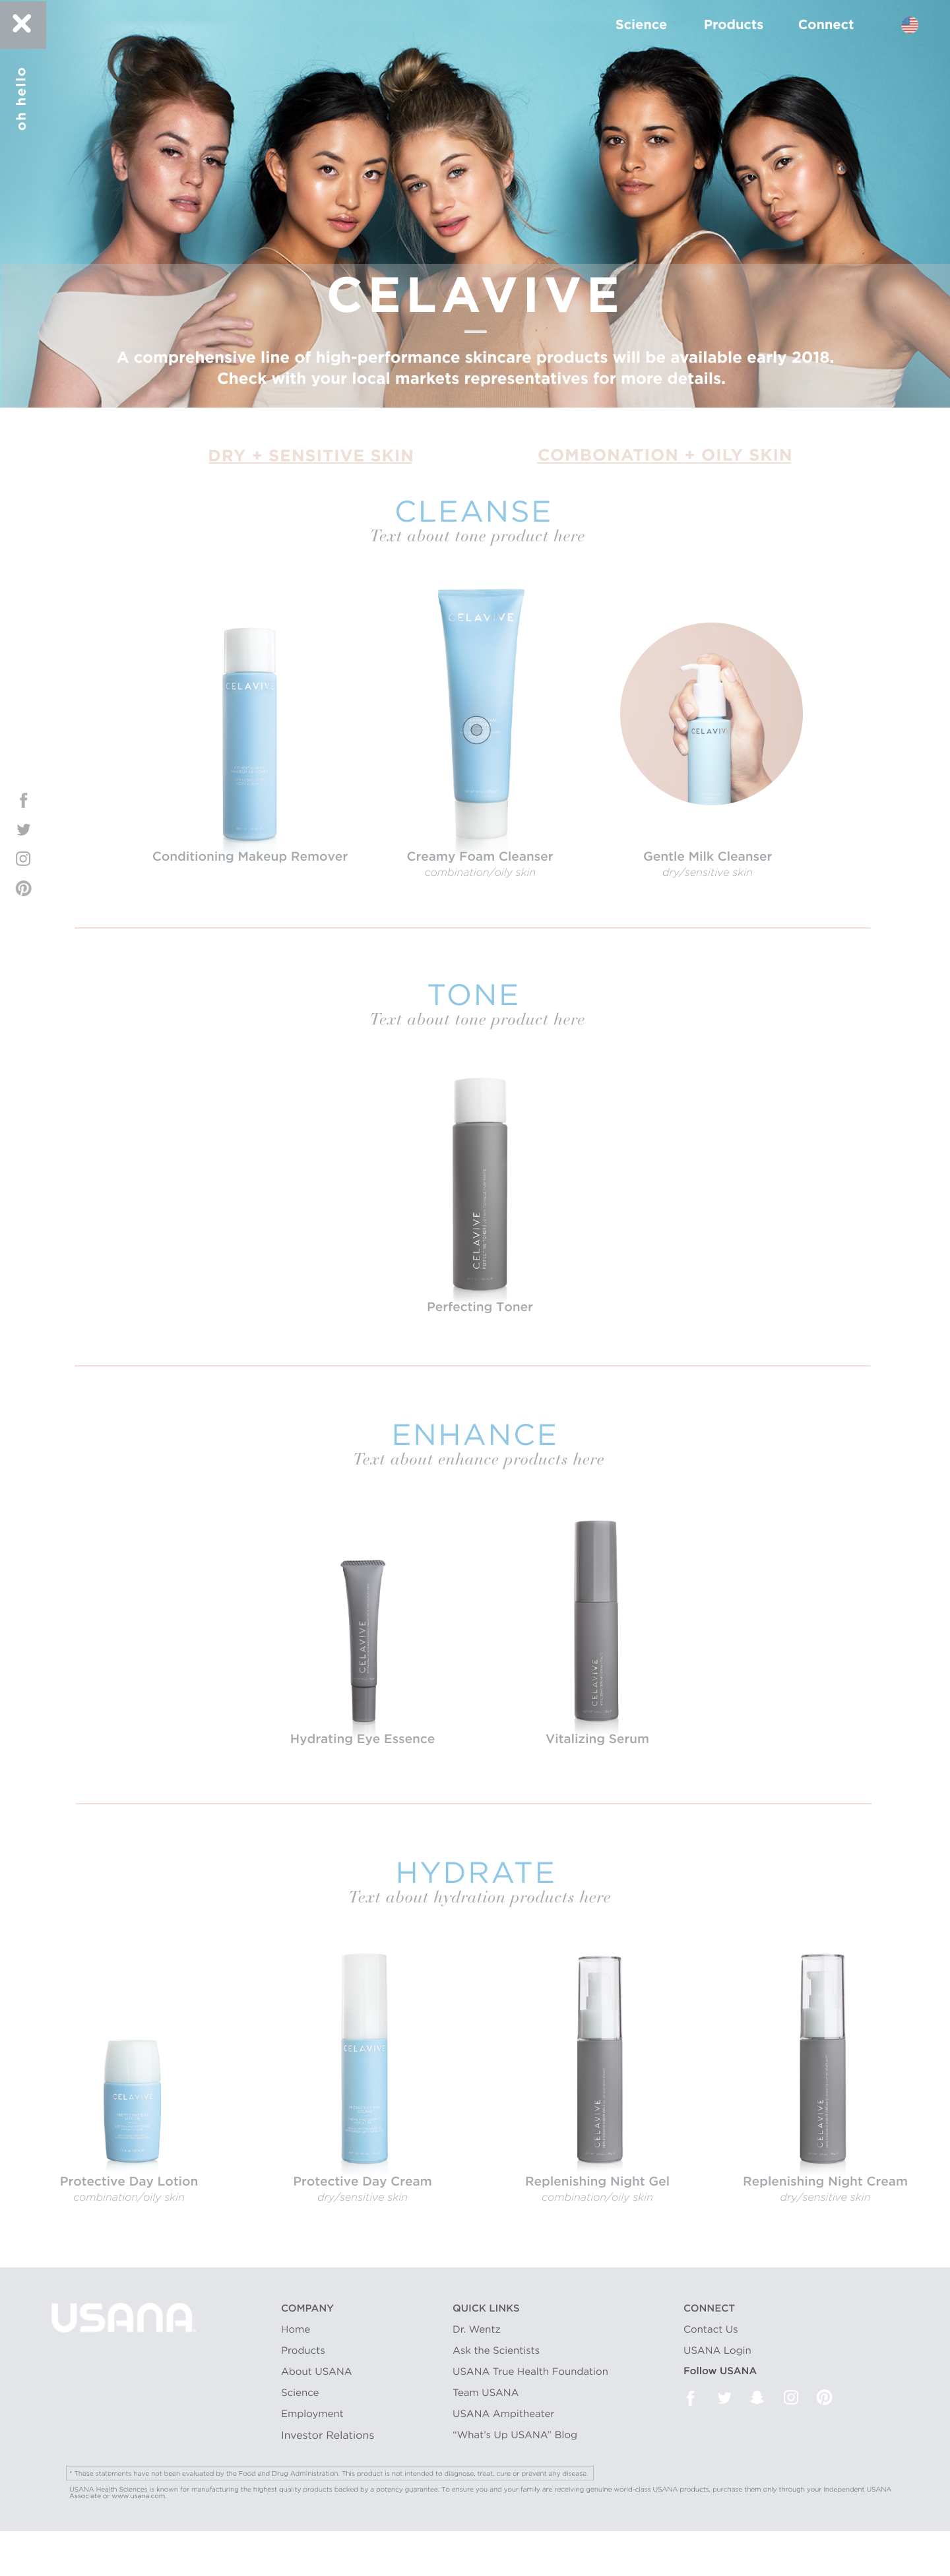 Science Products Connect
oh hello
CELAVIVE
A comprehensive line of high-performance skincare products will be available early 2018.
Check with your local markets representatives for more details.
DRY + SENSITIVE SKIN
COMBONATION + OILY SKIN
CLEANSE
Text about tone product here
CELAVIVE
CELAVIVE
CELAVIV
Conditioning Makeup Remover
Creamy Foam Cleanser
combination/oily skin
Gentle Milk Cleanser
dry/sensitive skin
TONE
Text about tone product here
CELAVIVE
Perfecting Toner
ENHANCE
Text about enhance products here
CELAVIVE
CELAVIVE
Hydrating Eye Essence
Vitalizing Serum
HYDRATE
Text about hydration products here
CELAVIVE
CELAVIVE
CELAVIVE
CELAVIVE
Protective Day Lotion
combination/oily skin
Protective Day Cream
dry/sensitive skin
Replenishing Night Gel
combination/oily skin
Replenishing Night Cream
dry/sensitive skin
USANA
COMPANY
Home
Products
About USANA
Science
Employment
Investor Relations
QUICK LINKS
Dr. Wentz
Ask the Scientists
USANA True Health Foundation
Team USANA
USANA Ampitheater
“What’s Up USANA” Blog
CONNECT
Contact Us
USANA Login
Follow USANA
* These statements have not been evaluated by the Food and Drug Administration. This product is not intended to diagnose, treat, cure or prevent any disease.
USANA Health Sciences is known for manufacturing the highest quality products backed by a potency guarantee. To ensure you and your family are receiving genuine world-class USANA products, purchase them only through your independent USANA
Associate or www.usana.com.